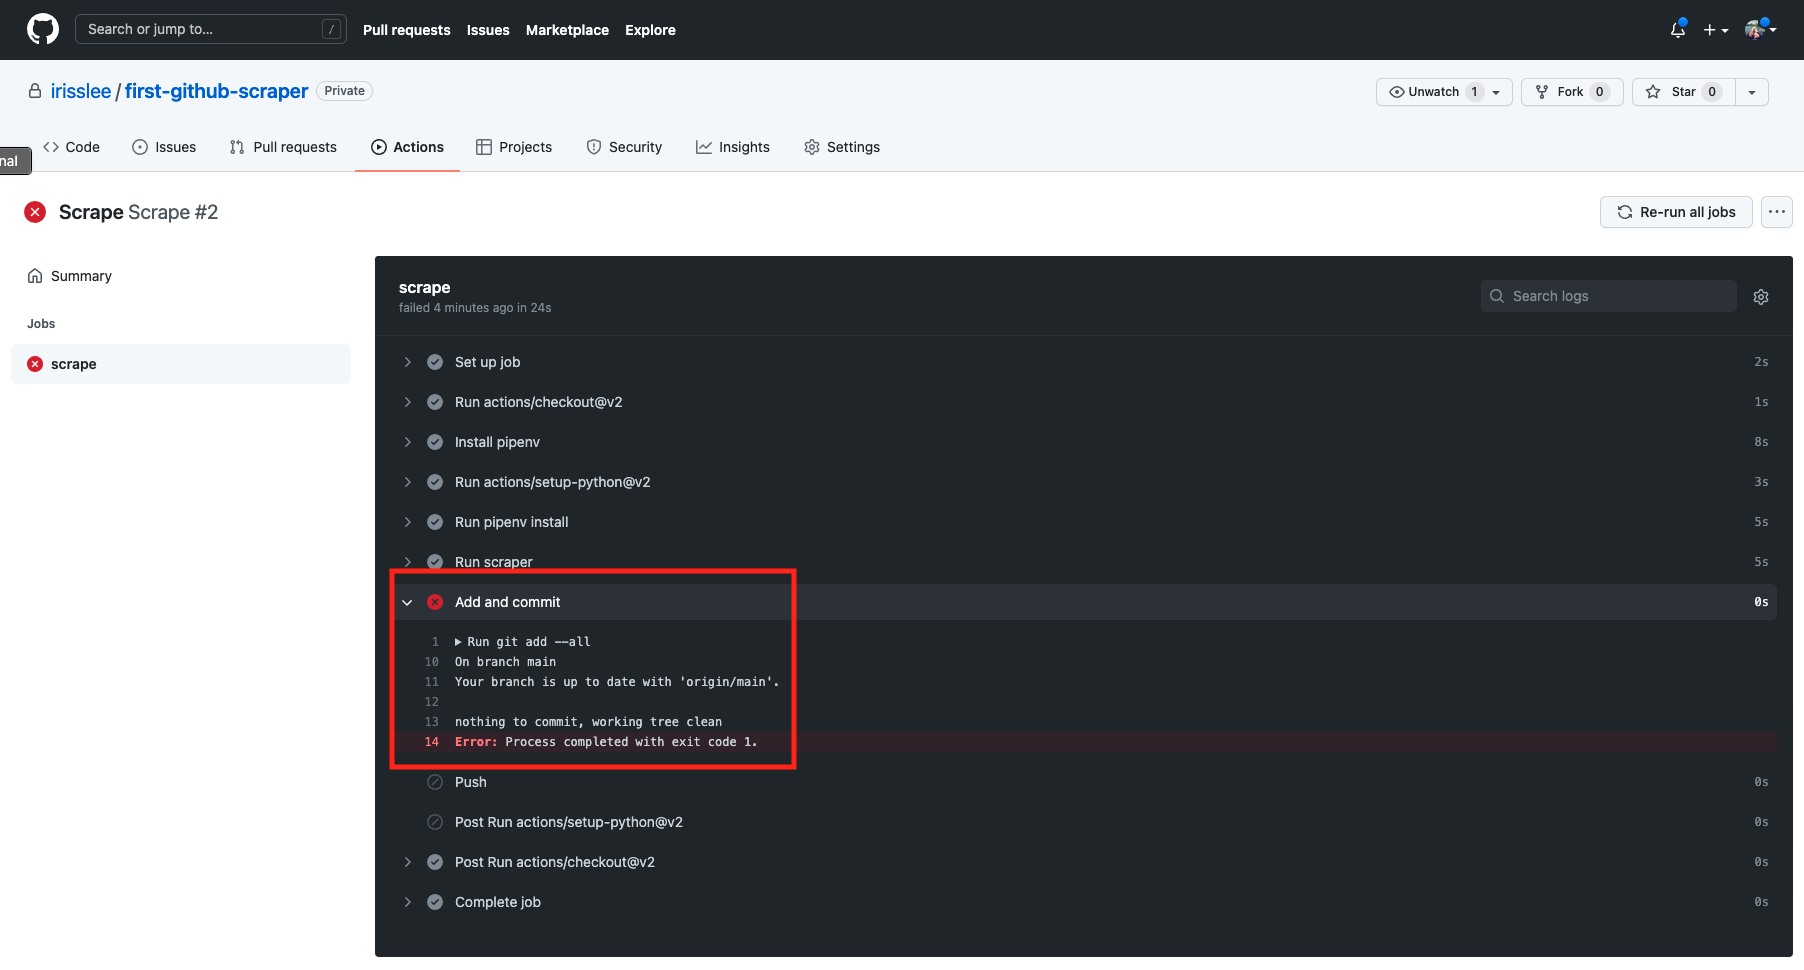 Search or jump to... /
Pull requests Issues Marketplace Explore
irisslee / first-github-scraper Private
Unwatch 1 Fork 0 Star 0
nal
Code Issues Pull requests Actions Projects Security Insights Settings
Scrape Scrape #2
Re-run all jobs
Summary
Jobs
scrape
scrape
failed 4 minutes ago in 24s
Search logs
Set up job 2s
Run actions/checkout@v2 1s
Install pipenv 8s
Run actions/setup-python@v2 3s
Run pipenv install 5s
Run scraper 5s
Add and commit 0s
1 Run git add --all
10 On branch main
11 Your branch is up to date with 'origin/main'.
12
13 nothing to commit, working tree clean
14 Error: Process completed with exit code 1.
Push 0s
Post Run actions/setup-python@v2 0s
Post Run actions/checkout@v2 0s
Complete job 0s